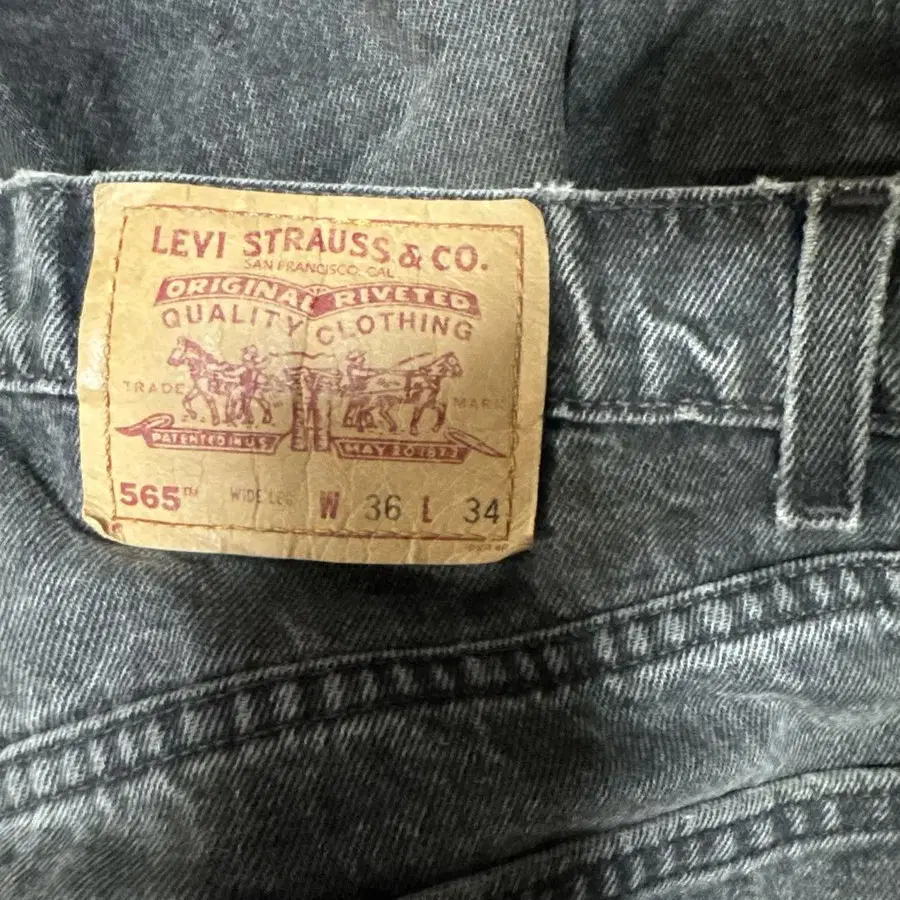 LEVI STRAUSS & CO.
SAN FRANCISCO, CAL
ORIGINAL RIVETED
QUALITY CLOTHING
TRADE MARK
PATENTED IN U.S. MAY 20 1873
565™ WIDE LEG W 36 L 34